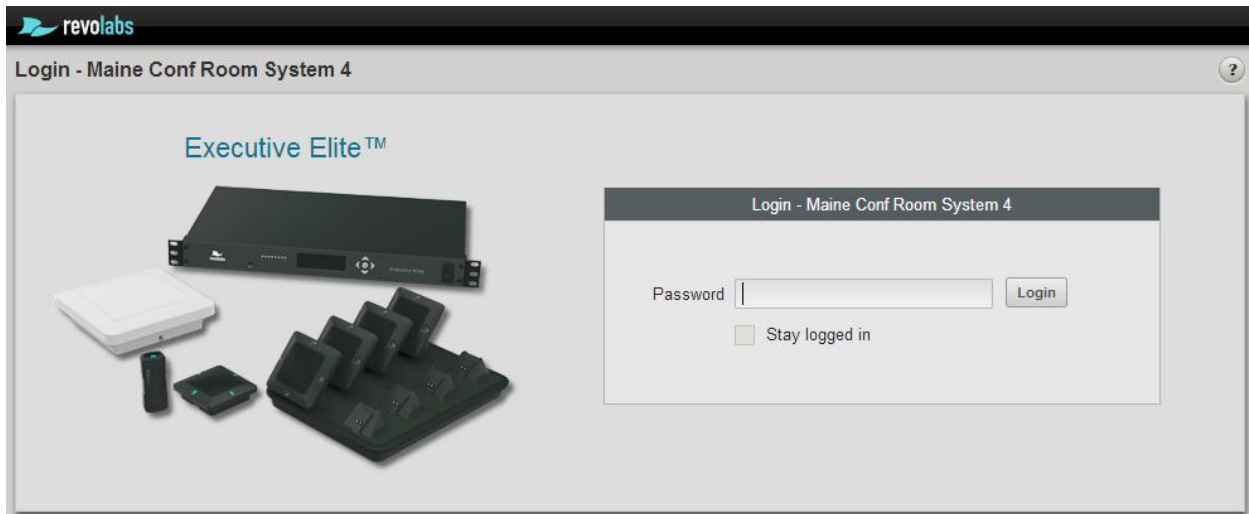 revolabs
Login - Maine Conf Room System 4
?
Executive Elite™
Login - Maine Conf Room System 4
Password
Login
Stay logged in